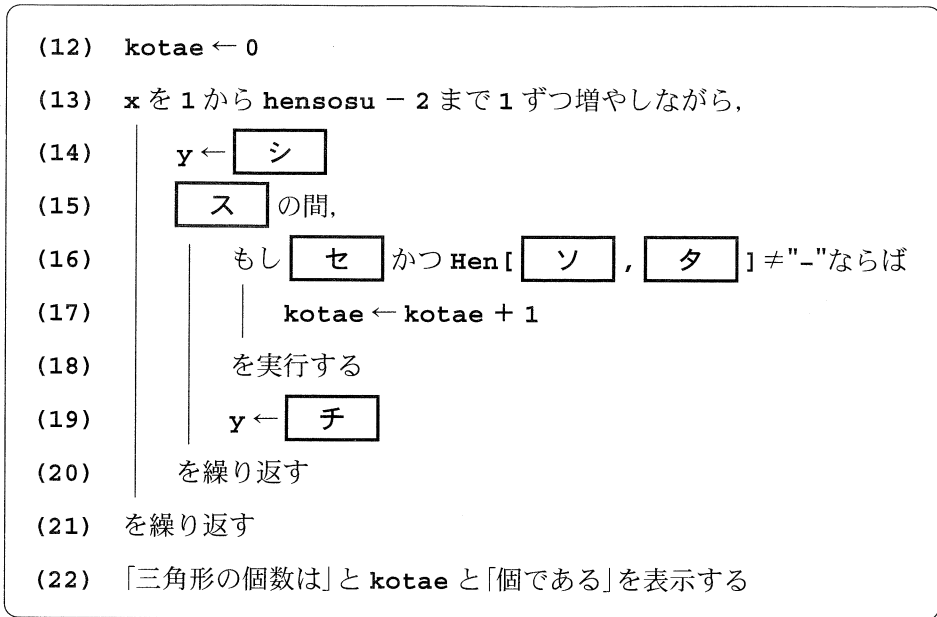 (12) kotae ← 0
(13) x を 1 から hensosu − 2 まで 1 ずつ増やしながら,
(14) y ← シ
(15) ス の間,
(16) もし セ かつ Hen[ ソ , タ ]≠"-"ならば
(17) kotae ← kotae + 1
(18) を実行する
(19) y ← チ
(20) を繰り返す
(21) を繰り返す
(22) 「三角形の個数は」と kotae と「個である」を表示する